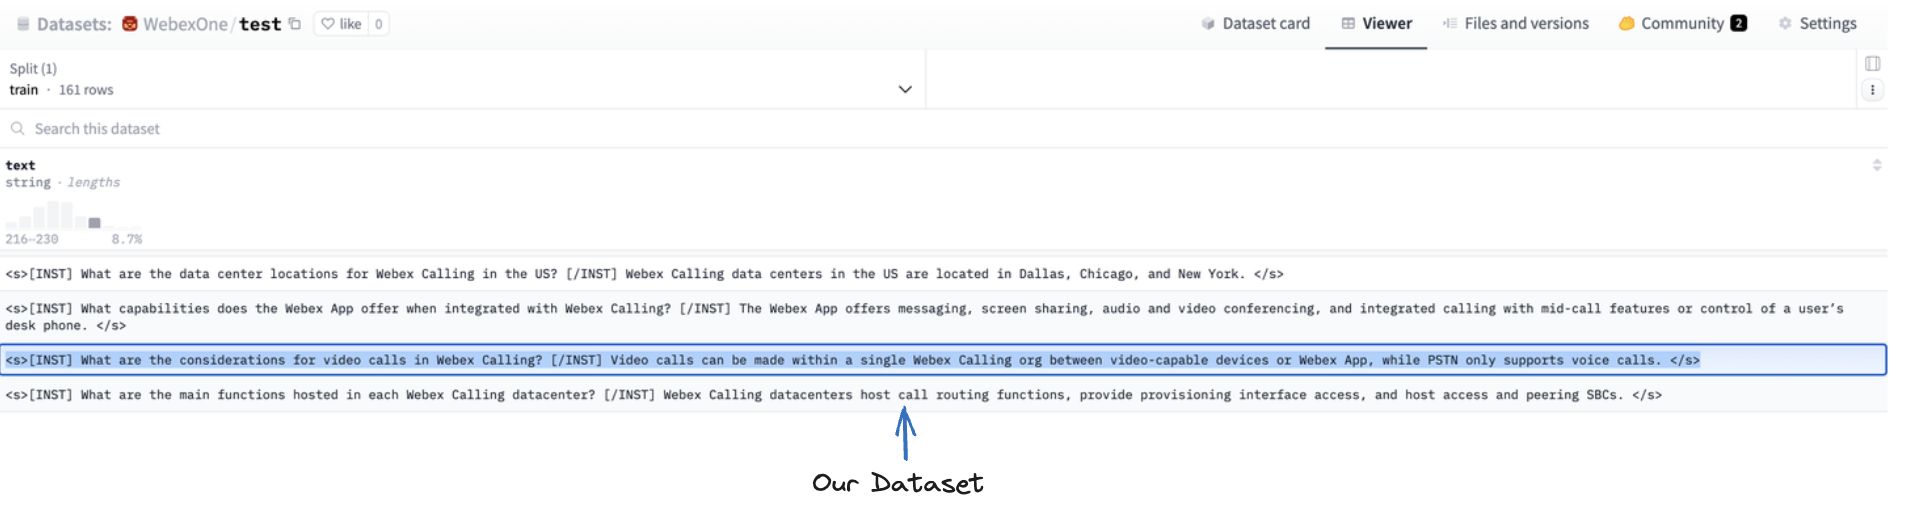 Datasets: WebexOne/test like 0 Dataset card Viewer Files and versions Community 2 Settings
Split (1)
train · 161 rows
Search this dataset
text
string · lengths
216–230 8.7%
<s>[INST] What are the data center locations for Webex Calling in the US? [/INST] Webex Calling data centers in the US are located in Dallas, Chicago, and New York. </s>
<s>[INST] What capabilities does the Webex App offer when integrated with Webex Calling? [/INST] The Webex App offers messaging, screen sharing, audio and video conferencing, and integrated calling with mid-call features or control of a user’s
desk phone. </s>
<s>[INST] What are the considerations for video calls in Webex Calling? [/INST] Video calls can be made within a single Webex Calling org between video-capable devices or Webex App, while PSTN only supports voice calls. </s>
<s>[INST] What are the main functions hosted in each Webex Calling datacenter? [/INST] Webex Calling datacenters host call routing functions, provide provisioning interface access, and host access and peering SBCs. </s>
Our Dataset